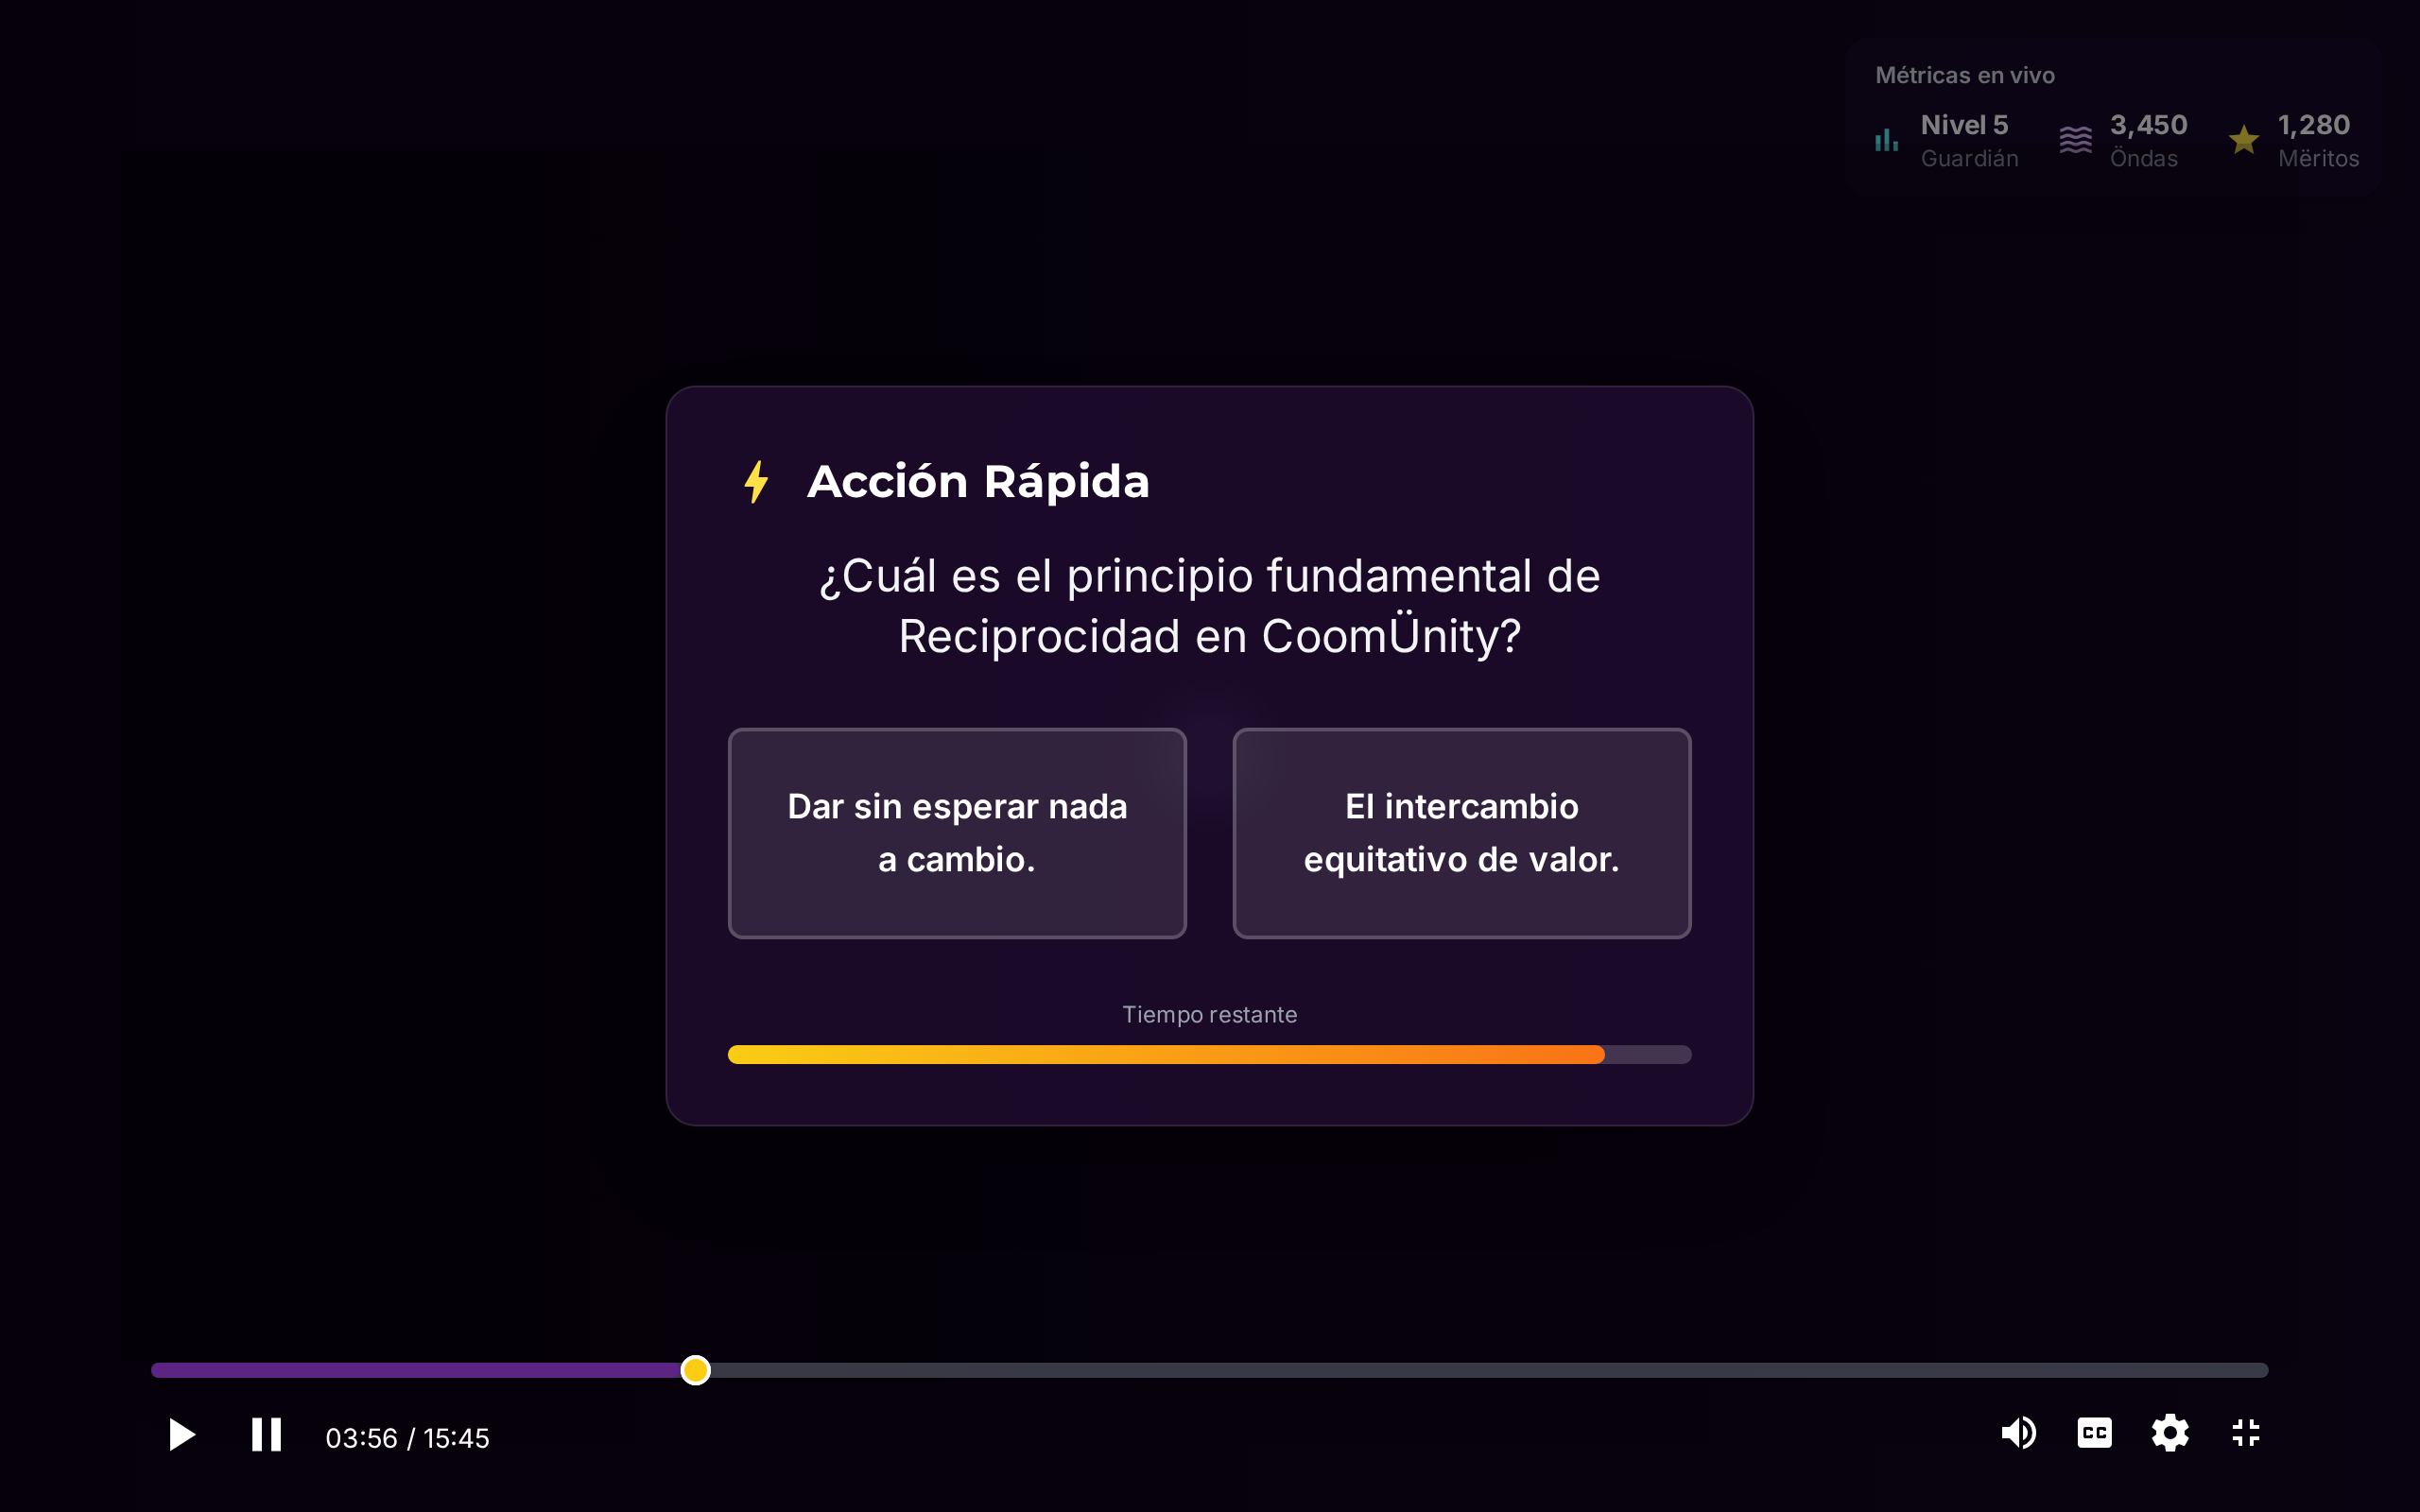 Métricas en vivo
Nivel 5
Guardián
3,450
Öndas
1,280
Mëritos
Acción Rápida
¿Cuál es el principio fundamental de
Reciprocidad en CoomÜnity?
Dar sin esperar nada
a cambio.
El intercambio
equitativo de valor.
Tiempo restante
03:56 / 15:45
CC